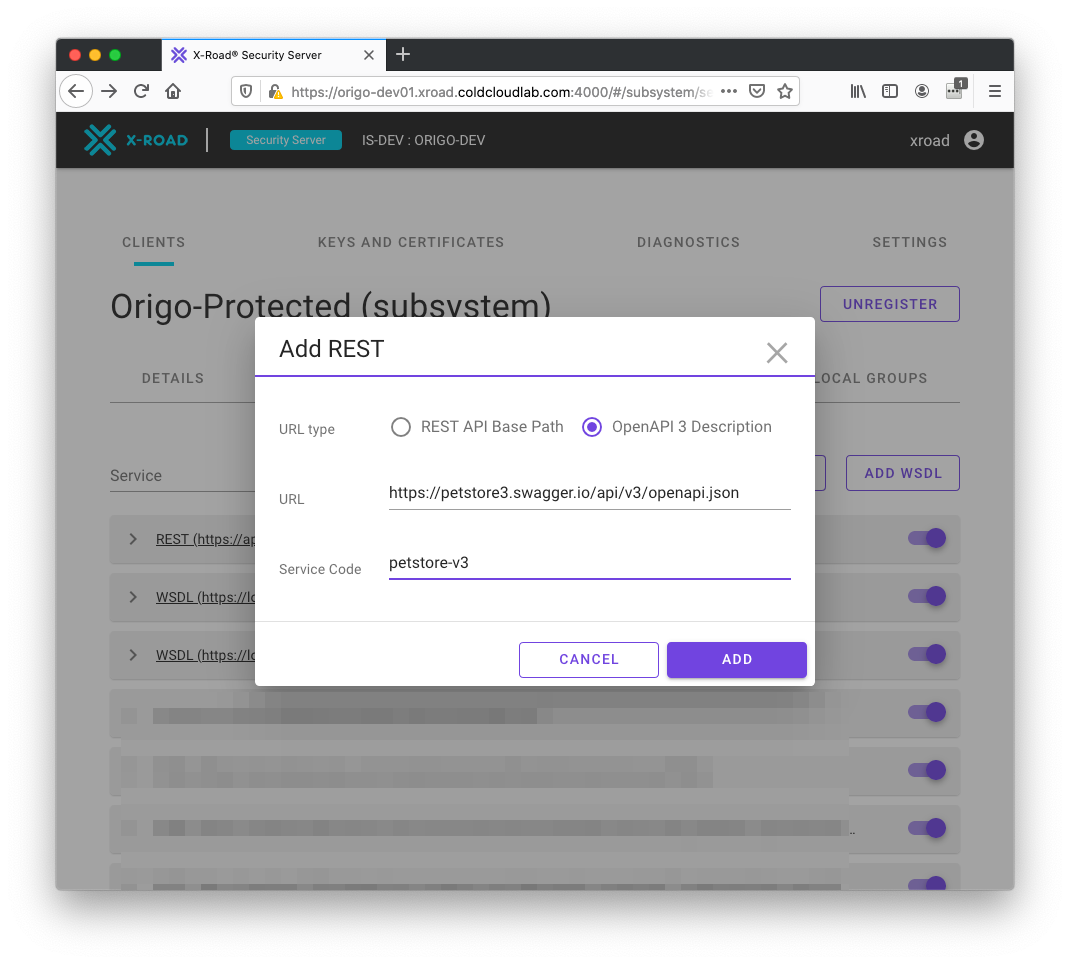 X-Road® Security Server
https://origo-dev01.xroad.coldcloudlab.com:4000/#/subsystem/se
1
X-ROAD Security Server IS-DEV : ORIGO-DEV xroad
CLIENTS KEYS AND CERTIFICATES DIAGNOSTICS SETTINGS
Origo-Protected (subsystem) UNREGISTER
Add REST
DETAILS LOCAL GROUPS
URL type REST API Base Path OpenAPI 3 Description
Service ADD WSDL
URL https://petstore3.swagger.io/api/v3/openapi.json
REST (https://ap
Service Code petstore-v3
WSDL (https://lo
WSDL (https://lo
CANCEL ADD